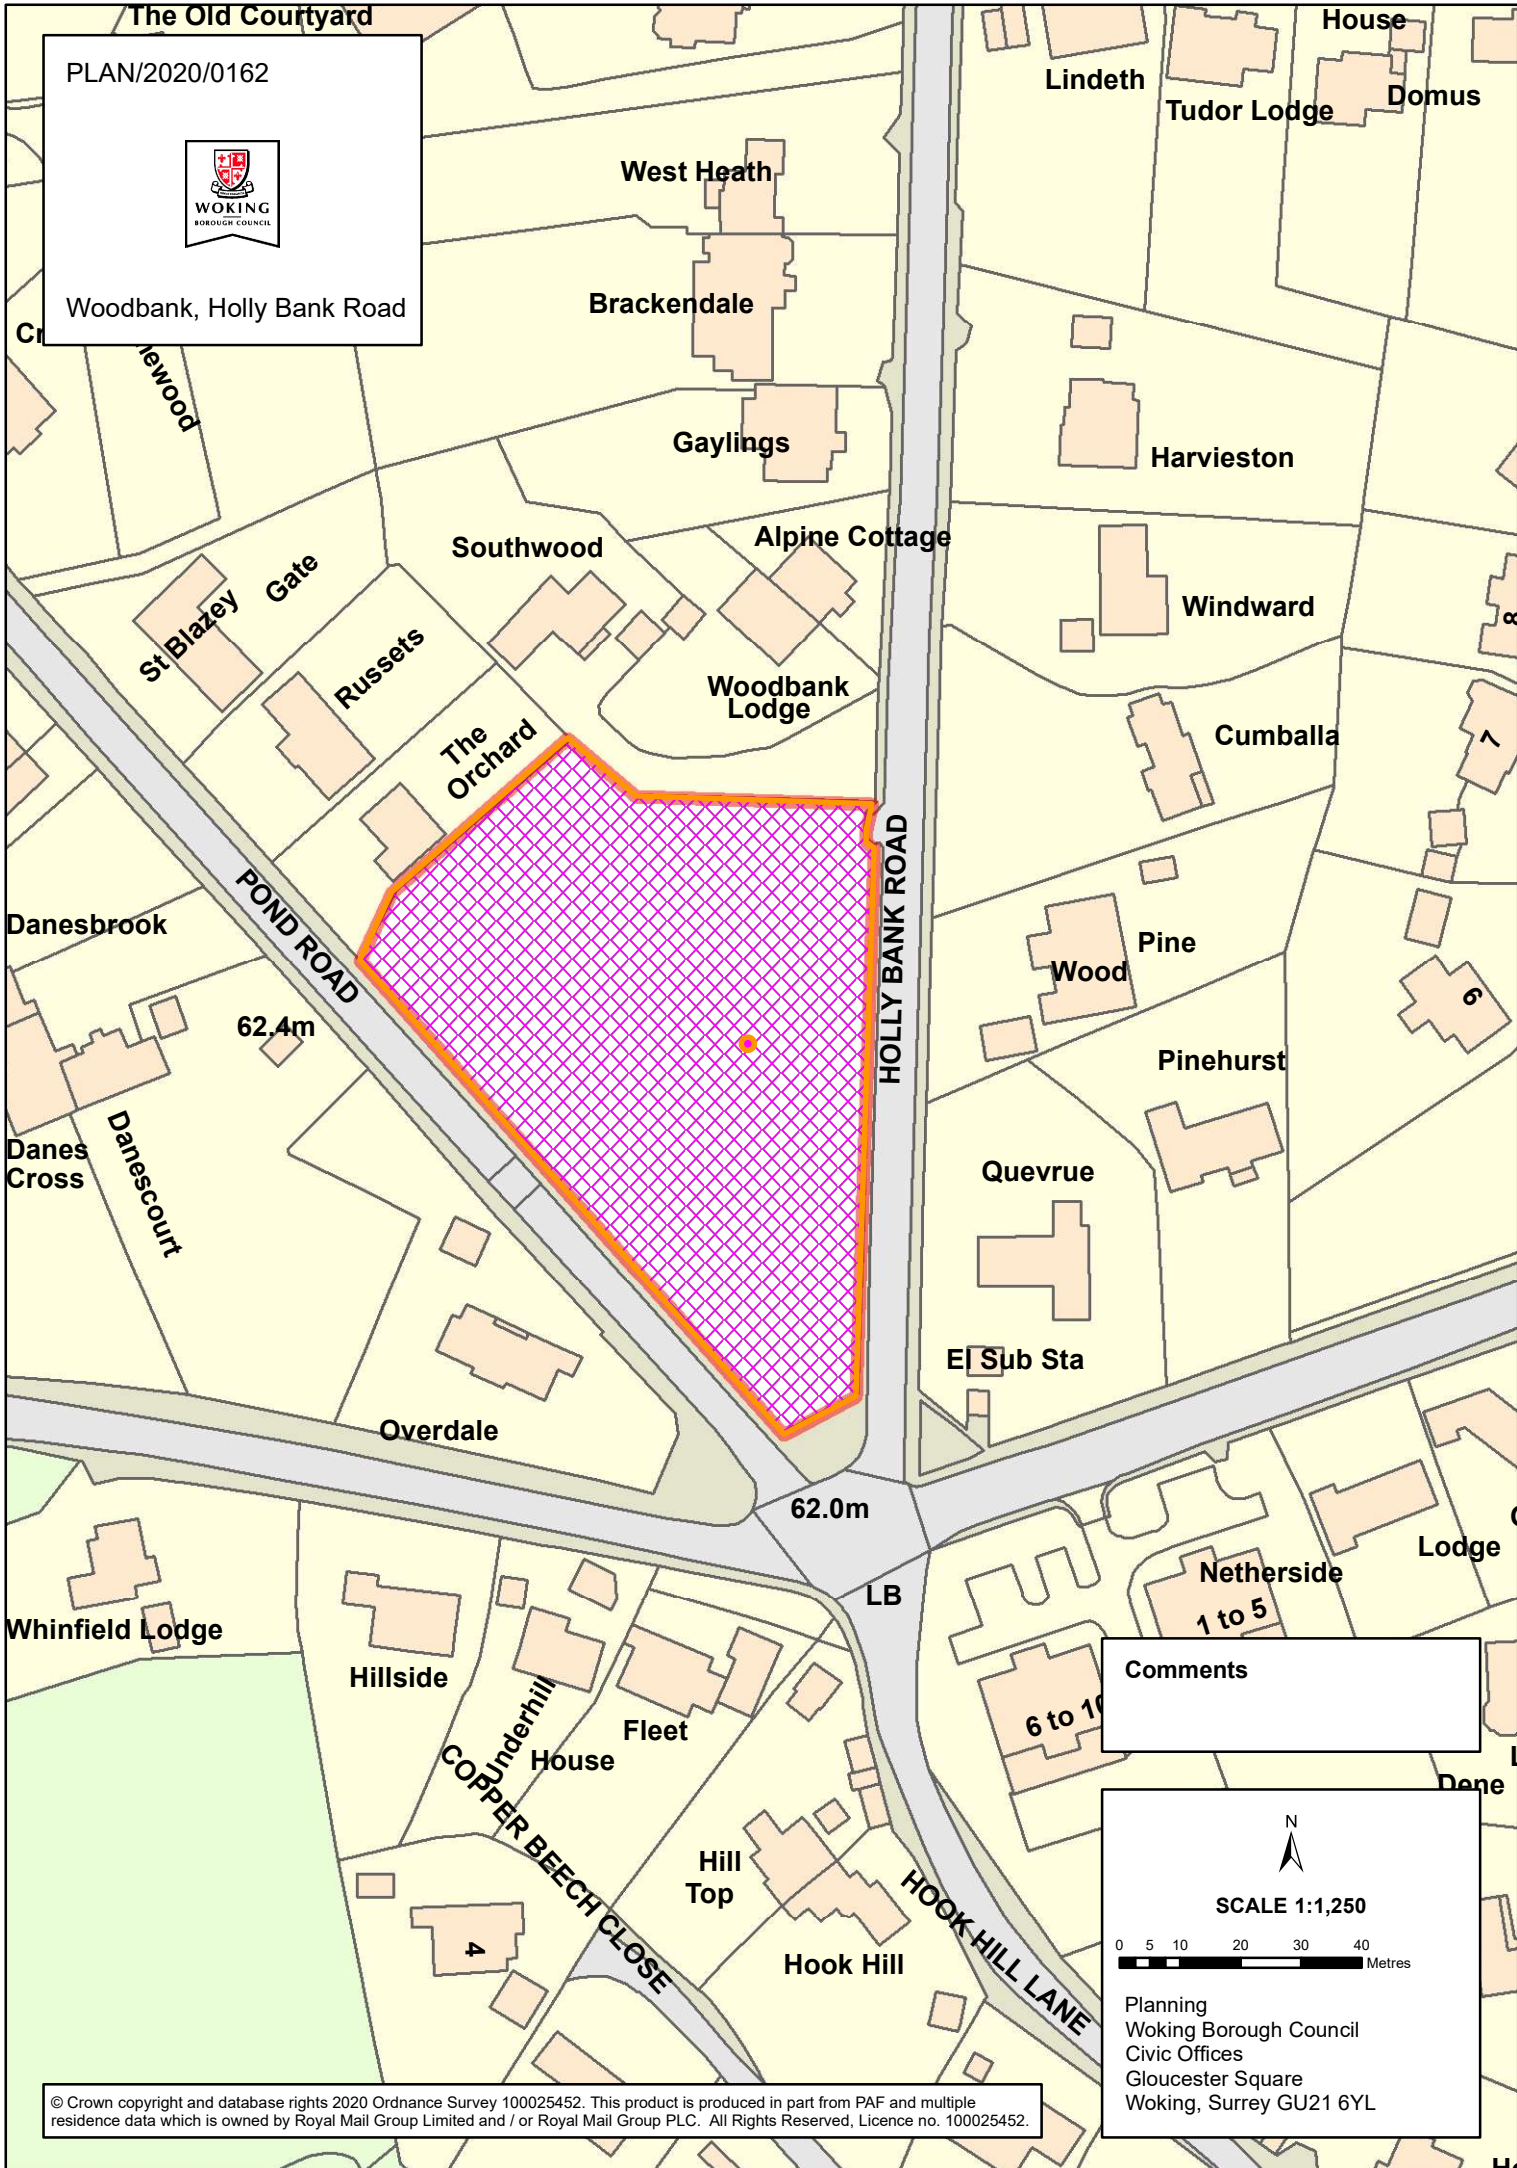 The Old Courtyard
House
PLAN/2020/0162
WOKING
BOROUGH COUNCIL
Woodbank, Holly Bank Road
Lindeth
Tudor Lodge
Domus
West Heath
Brackendale
Gaylings
Harvieston
Southwood
Alpine Cottage
St Blazey
Gate
Russets
The
Orchard
Woodbank
Lodge
Windward
8
Cumballa
7
POND ROAD
HOLLY BANK ROAD
Danesbrook
62.4m
Pine
Wood
6
Pinehurst
Danes
Cross
Danescourt
Quevrue
El Sub Sta
Overdale
62.0m
LB
Lodge
Netherside
1 to 5
Whinfield Lodge
Hillside
Underhill
House
Fleet
6 to 10
Comments
Dene
COPPER BEECH CLOSE
Hill
Top
HOOK HILL LANE
4
Hook Hill
N
SCALE 1:1,250
0 5 10 20 30 40
Metres
Planning
Woking Borough Council
Civic Offices
Gloucester Square
Woking, Surrey GU21 6YL
© Crown copyright and database rights 2020 Ordnance Survey 100025452. This product is produced in part from PAF and multiple
residence data which is owned by Royal Mail Group Limited and / or Royal Mail Group PLC. All Rights Reserved, Licence no. 100025452.